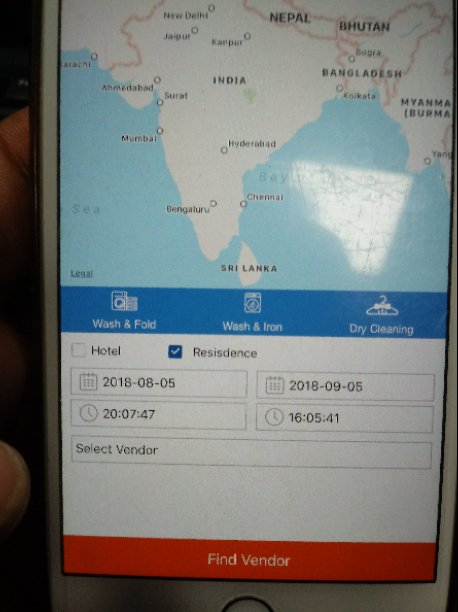 New Delhi
NEPAL
BHUTAN
Jaipur
Kanpur
Bogra
Karachi
INDIA
BANGLADESH
Ahmedabad
Surat
Kolkata
MYANMA
(BURMA
Mumbai
Hyderabad
Yang
Bay
Bengaluru
Chennai
Sea
SRI LANKA
Legal
Wash & Fold
Wash & Iron
Dry Cleaning
Hotel
Resisdence
2018-08-05
2018-09-05
20:07:47
16:05:41
Select Vendor
Find Vendor